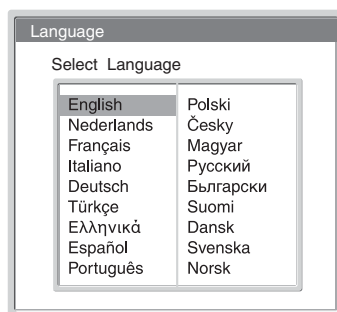 Language
Select Language
English
Nederlands
Français
Italiano
Deutsch
Türkçe
Ελληνικά
Español
Português
Polski
Česky
Magyar
Русский
Бьлгарски
Suomi
Dansk
Svenska
Norsk